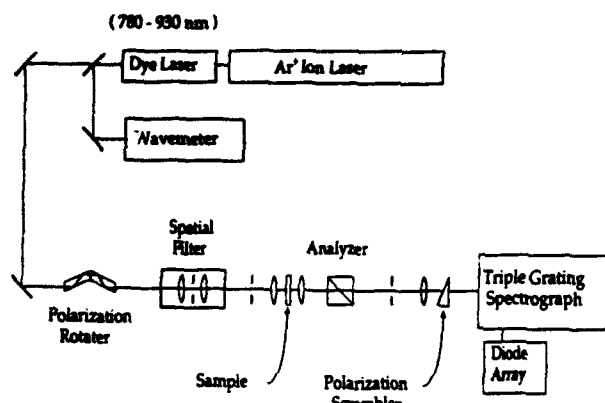 (780 - 930 nm)
Dye Laser
Ar⁺ Ion Laser
Wavemeter
Spatial
Filter
Analyzer
Triple Grating
Spectrograph
Polarization
Rotater
Diode
Array
Sample
Polarization